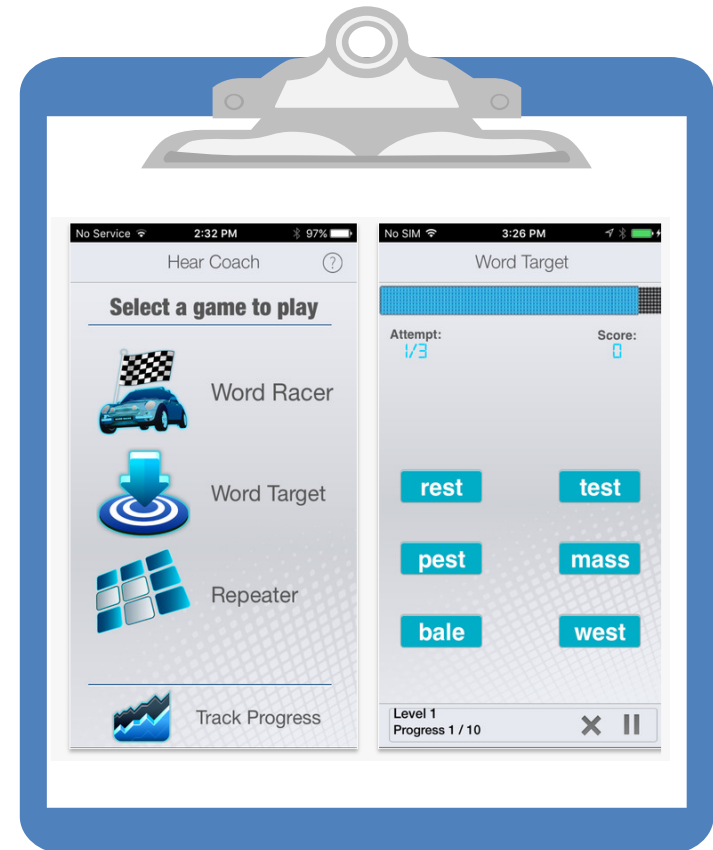 No Service 2:32 PM 97%
Hear Coach ?
Select a game to play
Word Racer
Word Target
Repeater
Track Progress
No SIM 3:26 PM
Word Target
Attempt: Score:
1/3 0
rest test
pest mass
bale west
Level 1
Progress 1 / 10